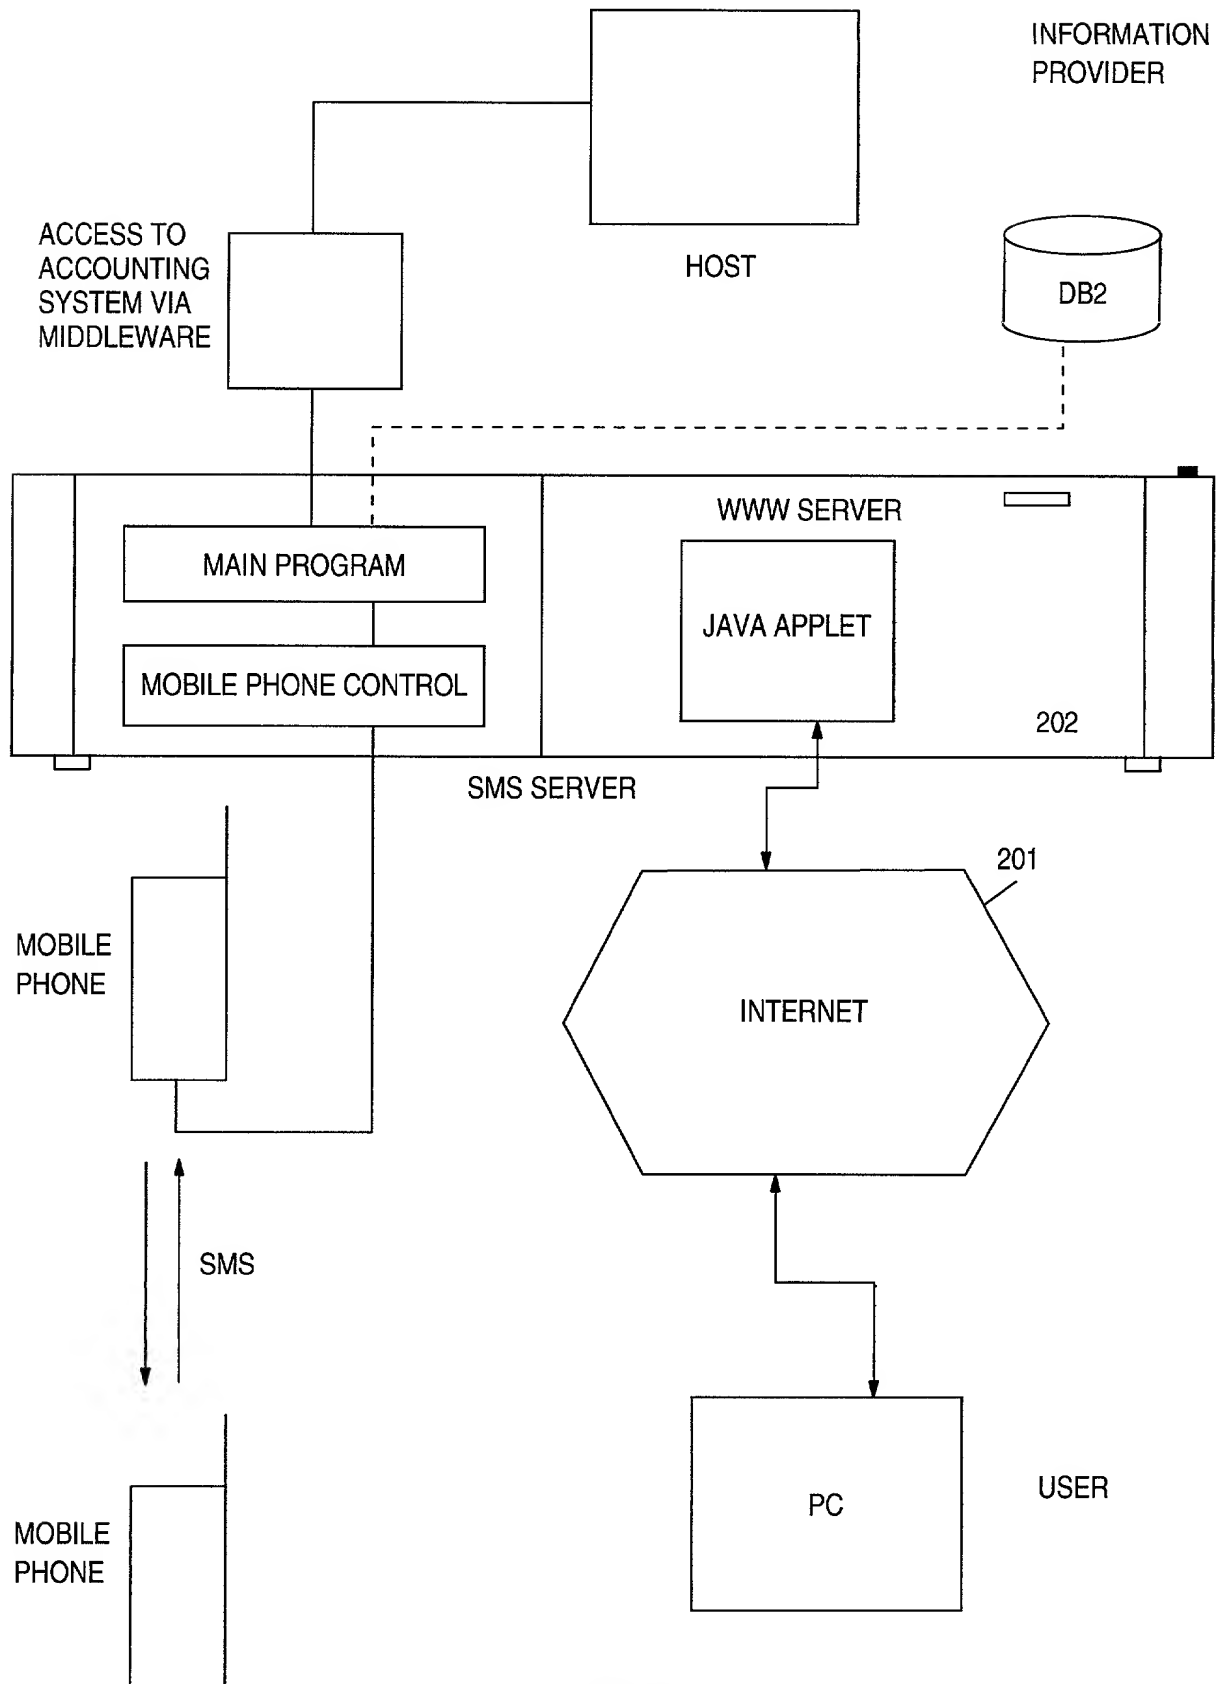 INFORMATION
PROVIDER
ACCESS TO
ACCOUNTING
SYSTEM VIA
MIDDLEWARE
HOST
DB2
WWW SERVER
MAIN PROGRAM
JAVA APPLET
MOBILE PHONE CONTROL
202
SMS SERVER
201
MOBILE
PHONE
INTERNET
SMS
USER
PC
MOBILE
PHONE